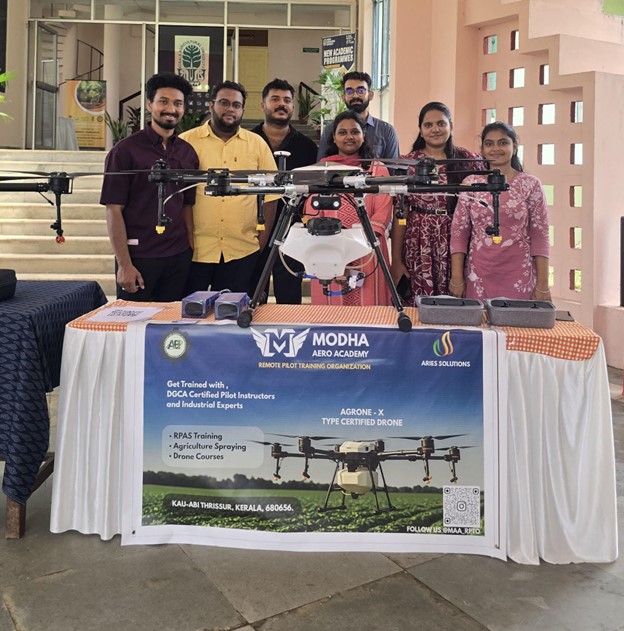 NEW ACADEMIC
PROGRAMMES
ABI
MODHA
AERO ACADEMY
REMOTE PILOT TRAINING ORGANIZATION
ARIES SOLUTIONS
Get Trained with ,
DGCA Certified Pilot Instructors
and Industrial Experts
AGRONE - X
TYPE CERTIFIED DRONE
• RPAS Training
• Agriculture Spraying
• Drone Courses
KAU-ABI THRISSUR, KERALA, 680656.
FOLLOW US @MAA_RPTO